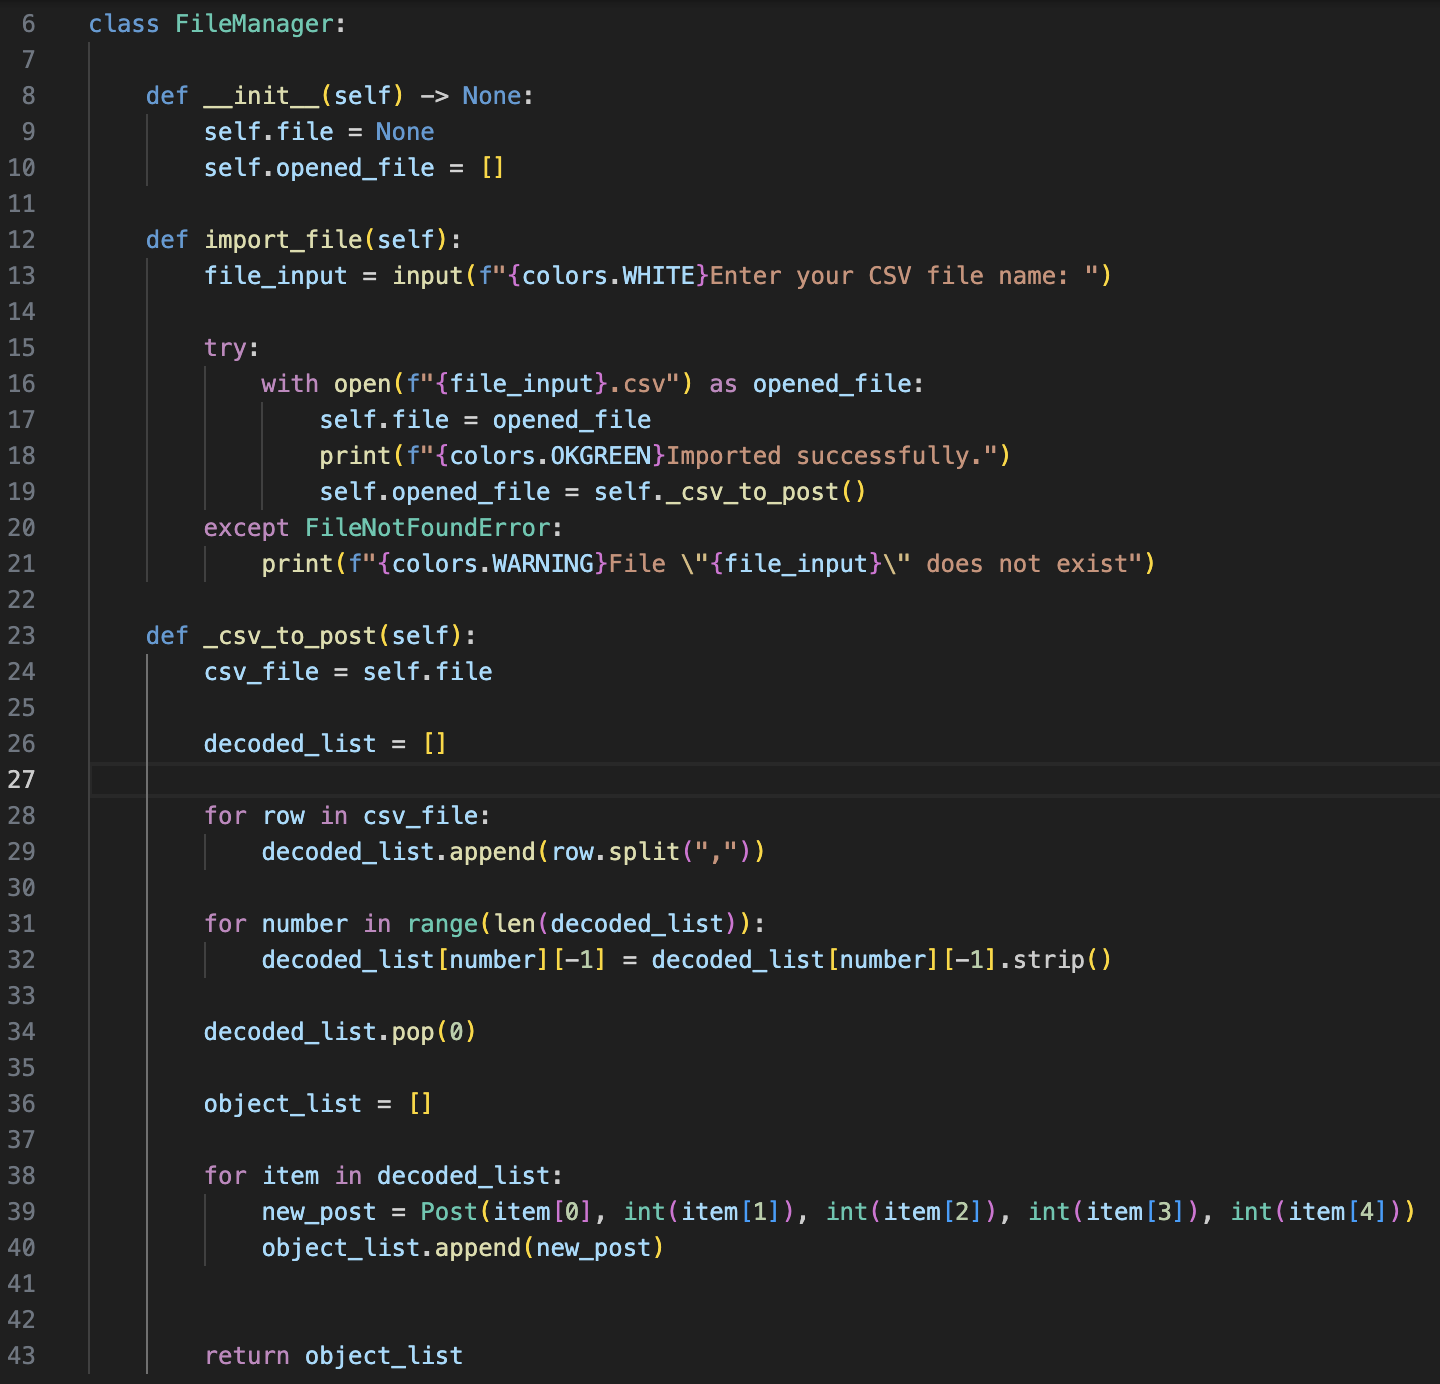 6 class FileManager:
7
8     def __init__(self) -> None:
9         self.file = None
10         self.opened_file = []
11
12     def import_file(self):
13         file_input = input(f"{colors.WHITE}Enter your CSV file name: ")
14
15         try:
16             with open(f"{file_input}.csv") as opened_file:
17                 self.file = opened_file
18                 print(f"{colors.OKGREEN}Imported successfully.")
19                 self.opened_file = self._csv_to_post()
20         except FileNotFoundError:
21             print(f"{colors.WARNING}File \"{file_input}\" does not exist")
22
23     def _csv_to_post(self):
24         csv_file = self.file
25
26         decoded_list = []
27
28         for row in csv_file:
29             decoded_list.append(row.split(","))
30
31         for number in range(len(decoded_list)):
32             decoded_list[number][-1] = decoded_list[number][-1].strip()
33
34         decoded_list.pop(0)
35
36         object_list = []
37
38         for item in decoded_list:
39             new_post = Post(item[0], int(item[1]), int(item[2]), int(item[3]), int(item[4]))
40             object_list.append(new_post)
41
42
43         return object_list